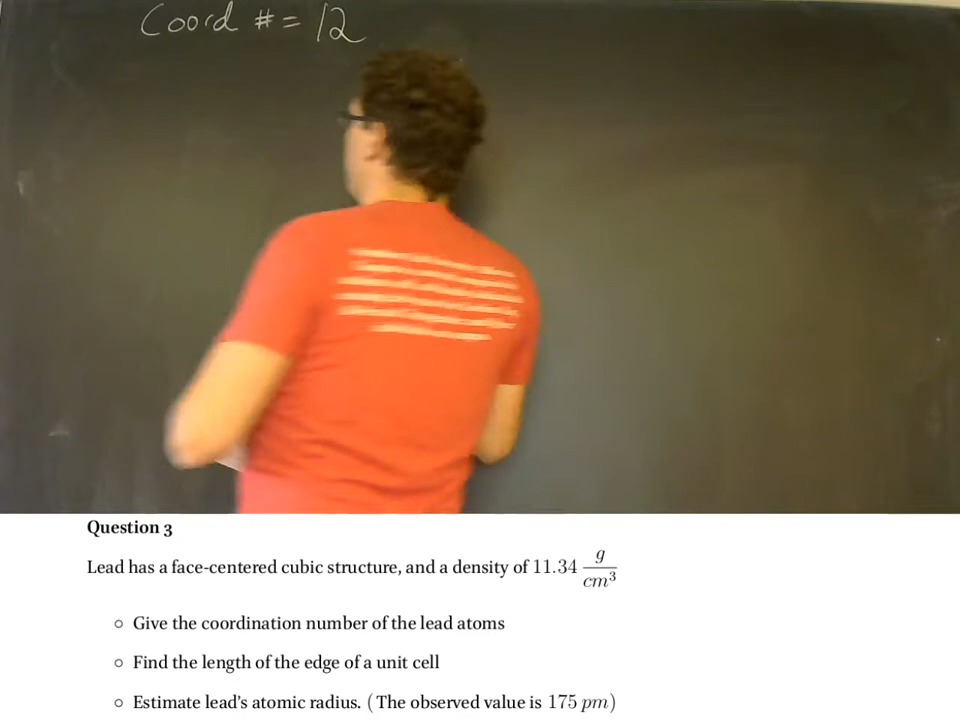 Coord # = 12
Question 3
Lead has a face-centered cubic structure, and a density of 11.34 g/cm³
Give the coordination number of the lead atoms
Find the length of the edge of a unit cell
Estimate lead's atomic radius. (The observed value is 175 pm)